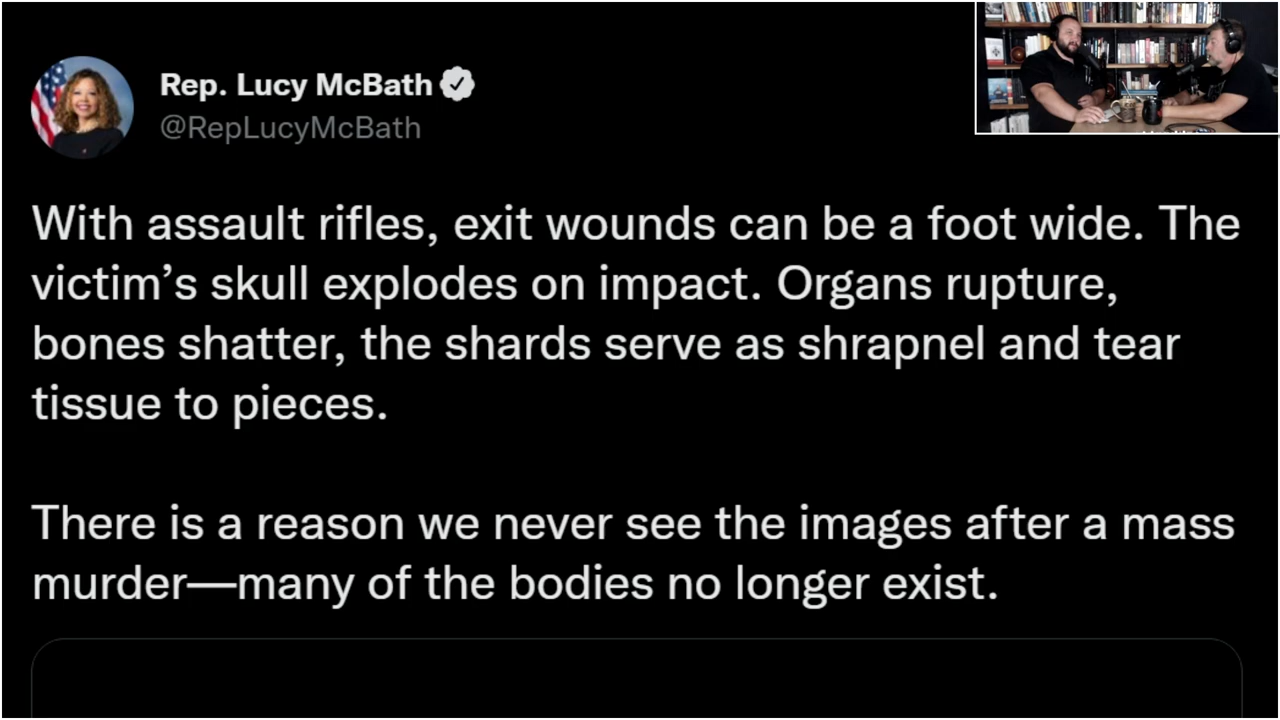 Rep. Lucy McBath
@RepLucyMcBath
With assault rifles, exit wounds can be a foot wide. The
victim’s skull explodes on impact. Organs rupture,
bones shatter, the shards serve as shrapnel and tear
tissue to pieces.
There is a reason we never see the images after a mass
murder—many of the bodies no longer exist.